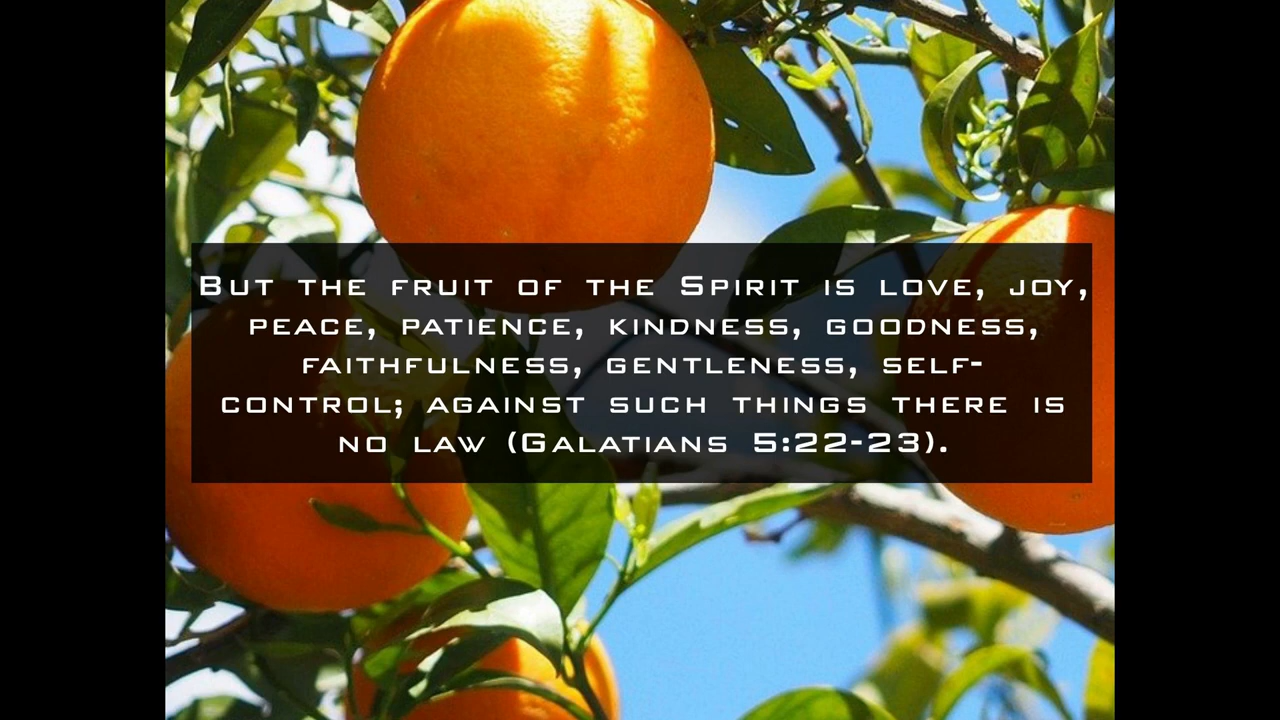 But the fruit of the Spirit is love, joy,
peace, patience, kindness, goodness,
faithfulness, gentleness, self-
control; against such things there is
no law (Galatians 5:22-23).